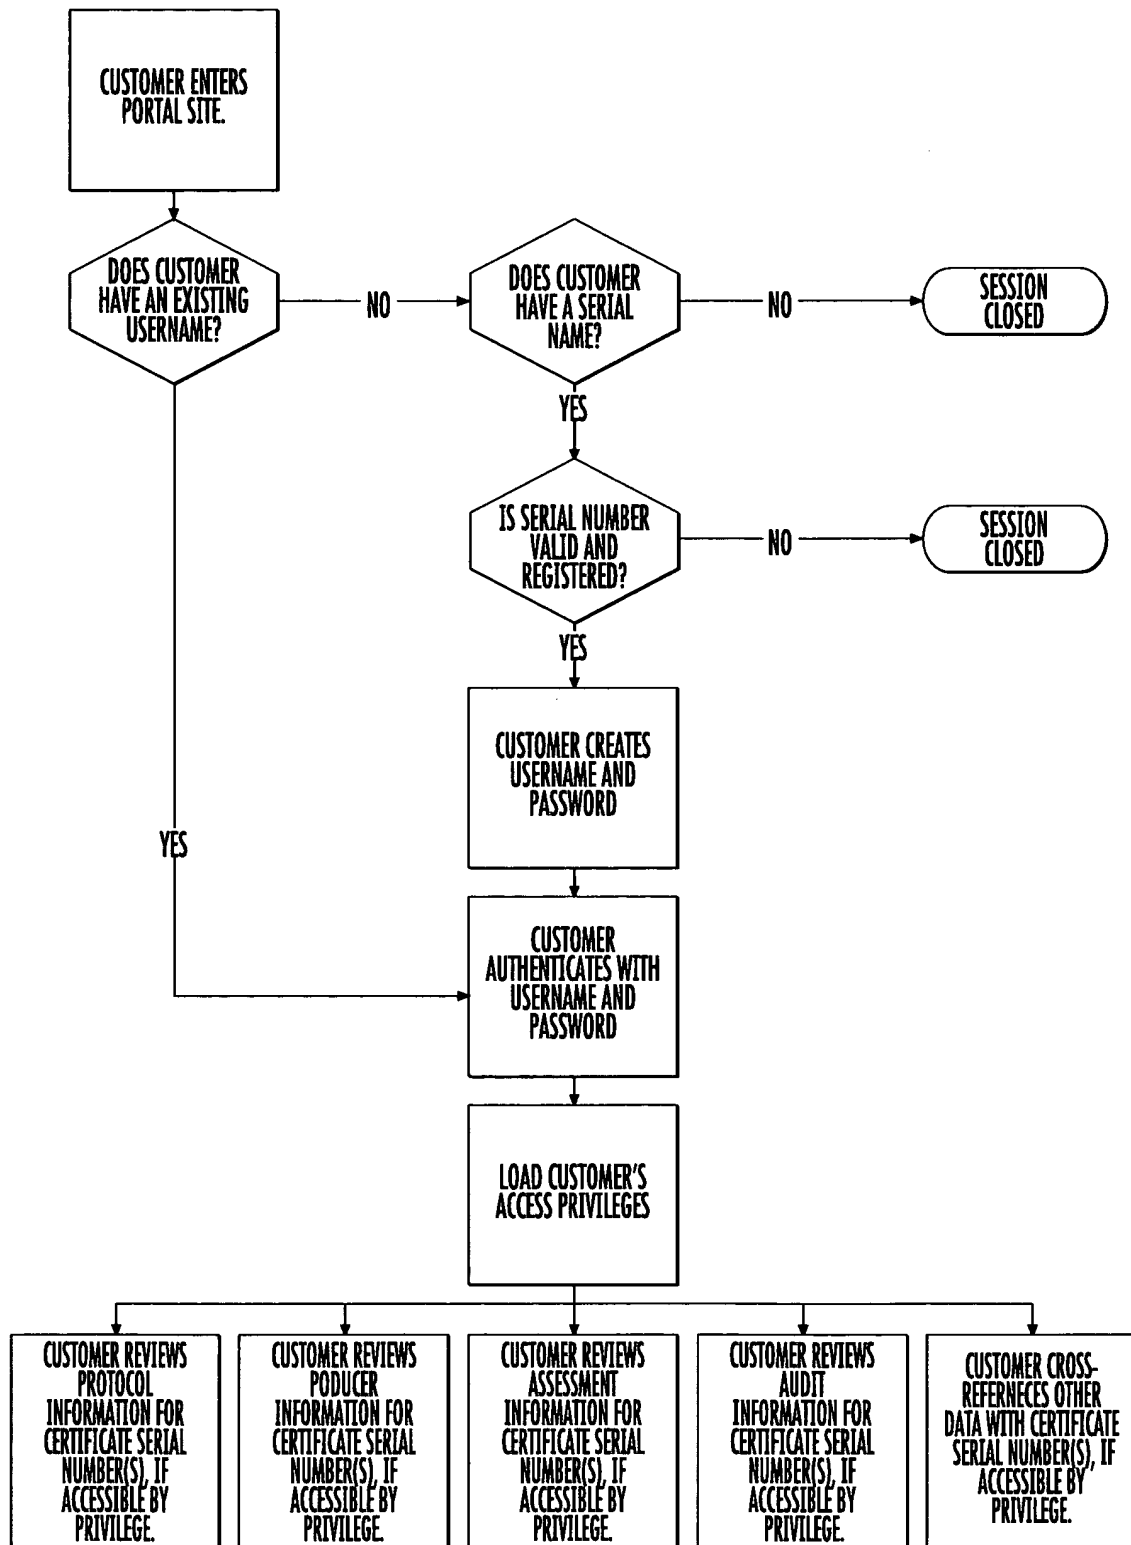 CUSTOMER ENTERS
PORTAL SITE.
DOES CUSTOMER
HAVE AN EXISTING
USERNAME?
NO
DOES CUSTOMER
HAVE A SERIAL
NAME?
NO
SESSION
CLOSED
YES
IS SERIAL NUMBER
VALID AND
REGISTERED?
NO
SESSION
CLOSED
YES
CUSTOMER CREATES
USERNAME AND
PASSWORD
YES
CUSTOMER
AUTHENTICATES WITH
USERNAME AND
PASSWORD
LOAD CUSTOMER'S
ACCESS PRIVILEGES
CUSTOMER REVIEWS
PROTOCOL
INFORMATION FOR
CERTIFICATE SERIAL
NUMBER(S), IF
ACCESSIBLE BY
PRIVILEGE.
CUSTOMER REVIEWS
PODUCER
INFORMATION FOR
CERTIFICATE SERIAL
NUMBER(S), IF
ACCESSIBLE BY
PRIVILEGE.
CUSTOMER REVIEWS
ASSESSMENT
INFORMATION FOR
CERTIFICATE SERIAL
NUMBER(S), IF
ACCESSIBLE BY
PRIVILEGE.
CUSTOMER REVIEWS
AUDIT
INFORMATION FOR
CERTIFICATE SERIAL
NUMBER(S), IF
ACCESSIBLE BY
PRIVILEGE.
CUSTOMER CROSS-
REFERNECES OTHER
DATA WITH CERTIFICATE
SERIAL NUMBER(S), IF
ACCESSIBLE BY
PRIVILEGE.